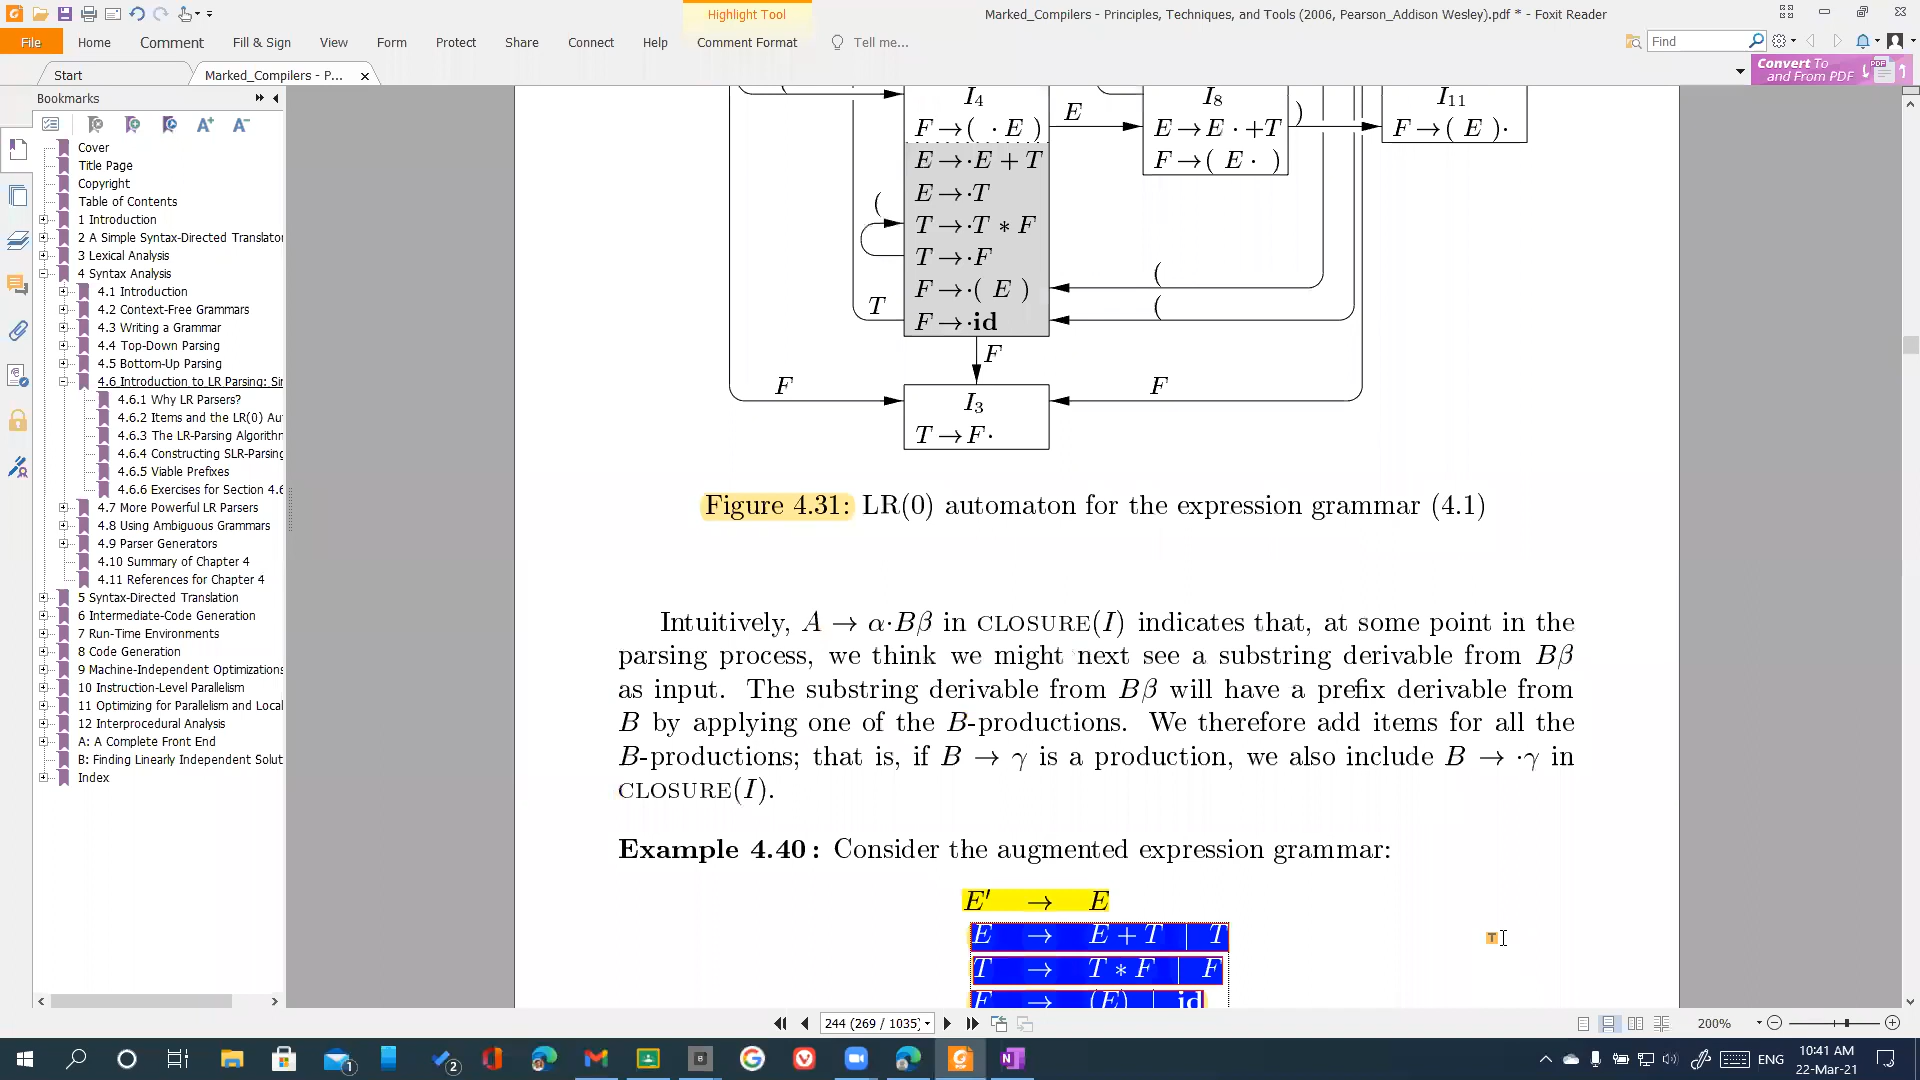 Highlight Tool
Marked_Compilers - Principles, Techniques, and Tools (2006, Pearson_Addison Wesley).pdf * - Foxit Reader
File Home Comment Fill & Sign View Form Protect Share Connect Help Comment Format Tell me... Find
Start Marked_Compilers - P...
Convert To
and From PDF
PDF
Bookmarks
Cover
Title Page
Copyright
Table of Contents
1 Introduction
2 A Simple Syntax-Directed Translato
3 Lexical Analysis
4 Syntax Analysis
4.1 Introduction
4.2 Context-Free Grammars
4.3 Writing a Grammar
4.4 Top-Down Parsing
4.5 Bottom-Up Parsing
4.6 Introduction to LR Parsing: Si
4.6.1 Why LR Parsers?
4.6.2 Items and the LR(0) Au
4.6.3 The LR-Parsing Algorith
4.6.4 Constructing SLR-Parsing
4.6.5 Viable Prefixes
4.6.6 Exercises for Section 4.6
4.7 More Powerful LR Parsers
4.8 Using Ambiguous Grammars
4.9 Parser Generators
4.10 Summary of Chapter 4
4.11 References for Chapter 4
5 Syntax-Directed Translation
6 Intermediate-Code Generation
7 Run-Time Environments
8 Code Generation
9 Machine-Independent Optimizations
10 Instruction-Level Parallelism
11 Optimizing for Parallelism and Local
12 Interprocedural Analysis
A: A Complete Front End
B: Finding Linearly Independent Solut
Index
I₄
F → ( · E )
E → · E + T
E → · T
T → · T * F
T → · F
F → · ( E )
F → · id
E
I₈
E → E · + T
F → ( E · )
)
I₁₁
F → ( E ) ·
(
T
(
(
F
F
F
I₃
T → F ·
Figure 4.31: LR(0) automaton for the expression grammar (4.1)
Intuitively, A → α·Bβ in CLOSURE(I) indicates that, at some point in the
parsing process, we think we might next see a substring derivable from Bβ
as input. The substring derivable from Bβ will have a prefix derivable from
B by applying one of the B-productions. We therefore add items for all the
B-productions; that is, if B → γ is a production, we also include B → ·γ in
CLOSURE(I).
Example 4.40 : Consider the augmented expression grammar:
E′ → E
E → E + T | T
T → T * F | F
F → (E) | id
244 (269 / 1035)
200%
1
2
ENG
10:41 AM
22-Mar-21